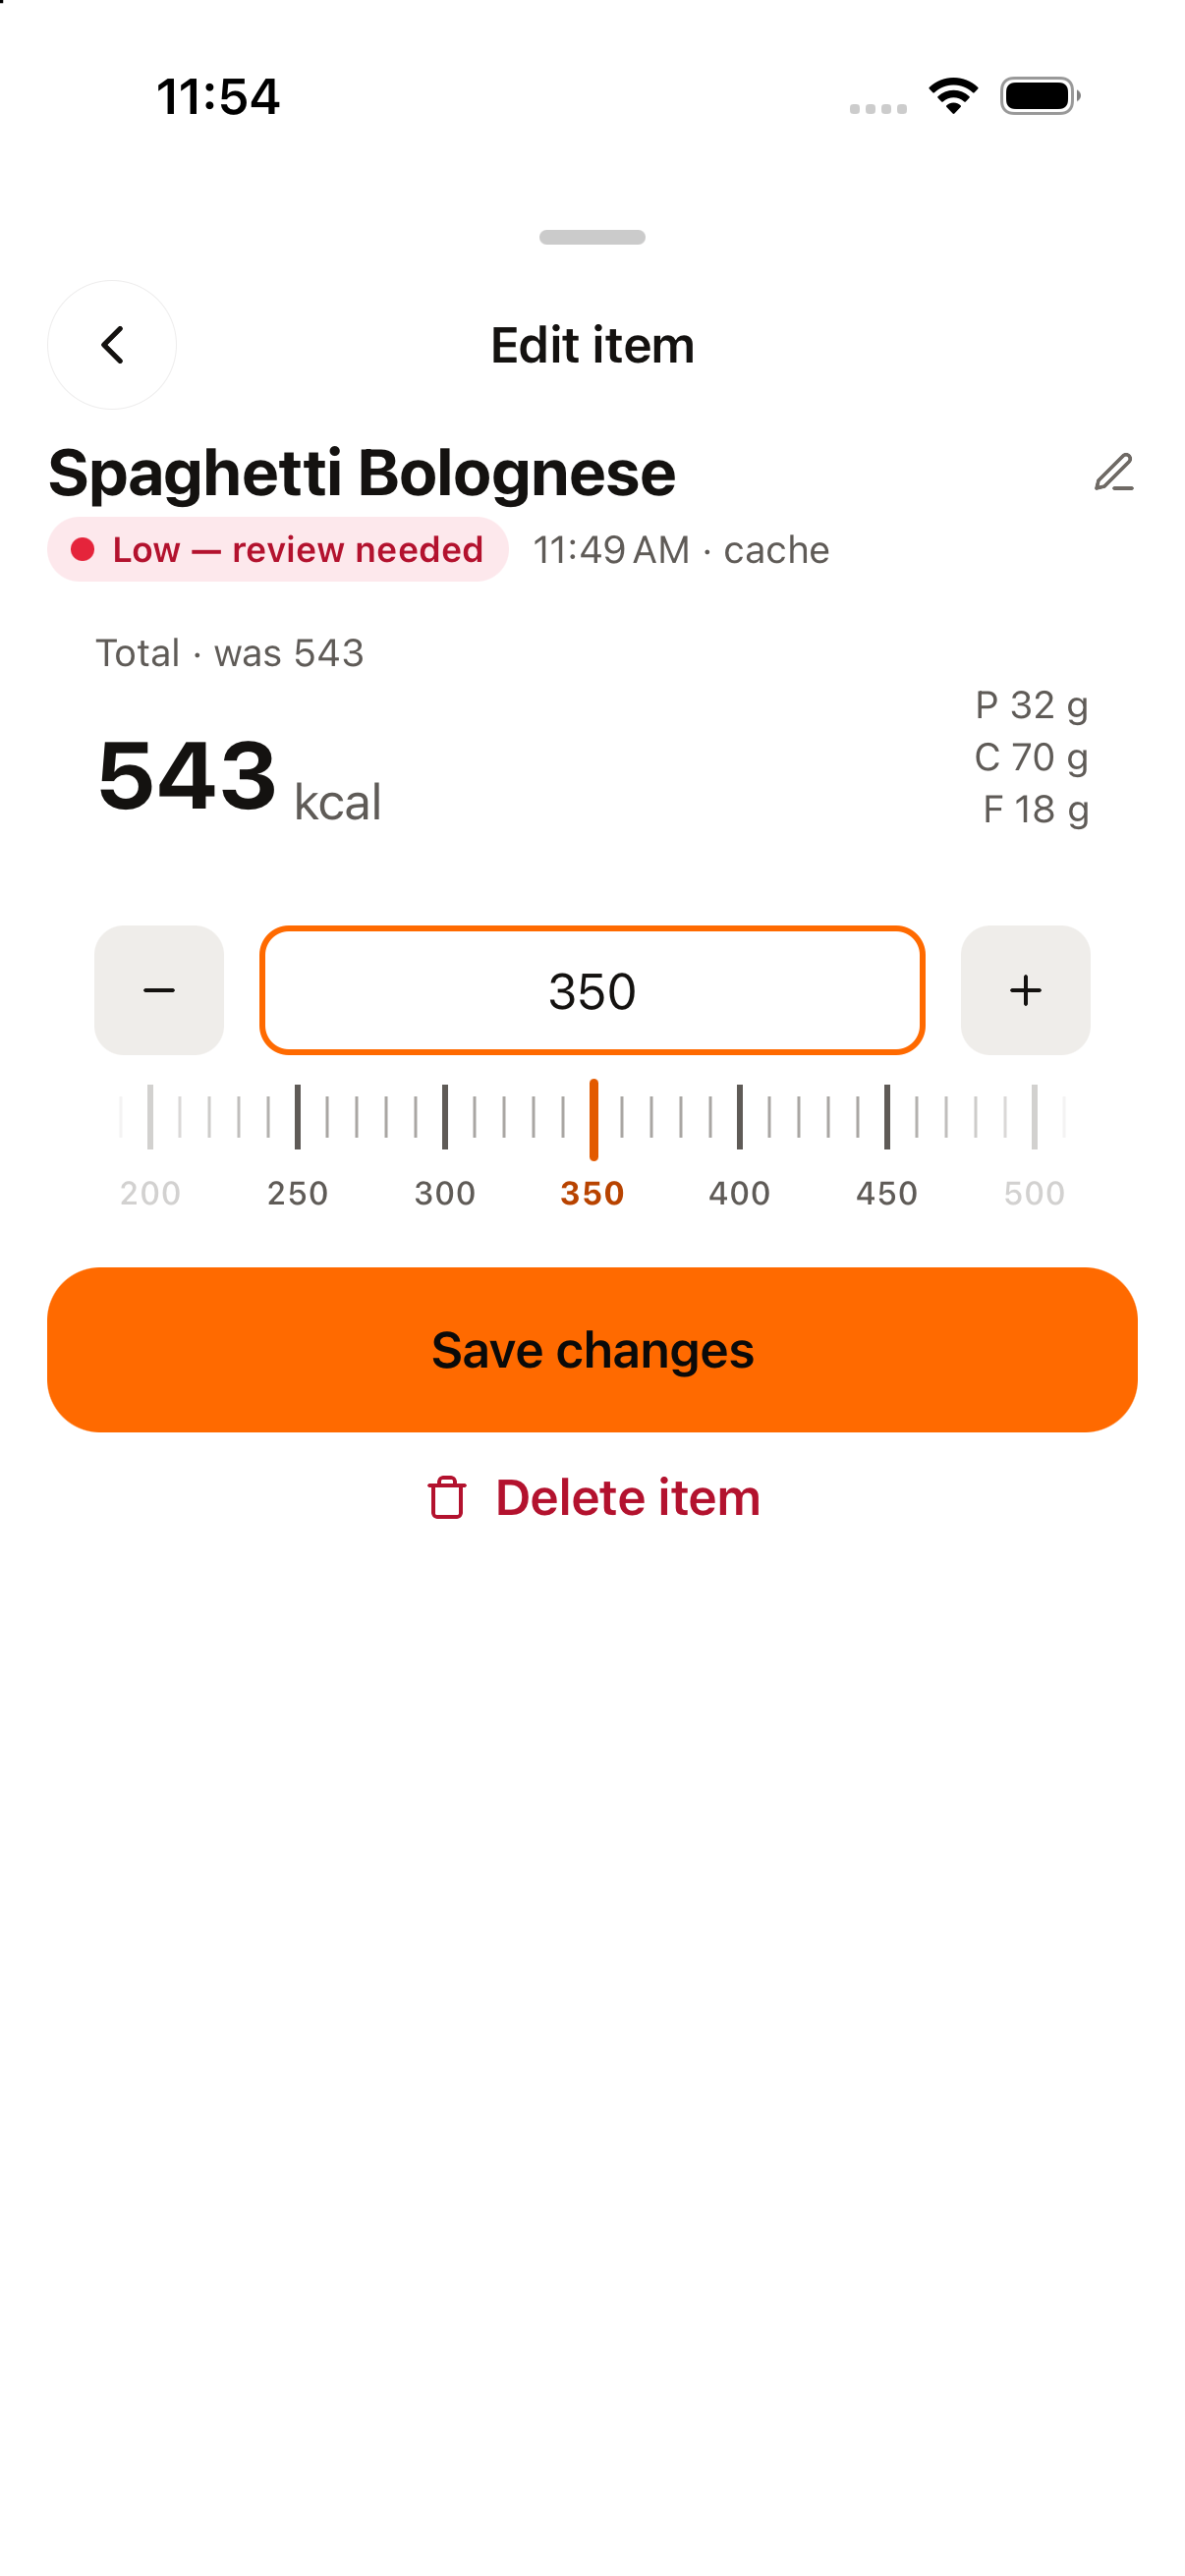 11:54
Edit item
Spaghetti Bolognese
Low — review needed 11:49 AM · cache
Total · was 543
P 32 g
543 kcal
C 70 g
F 18 g
350
200 250 300 350 400 450 500
Save changes
Delete item